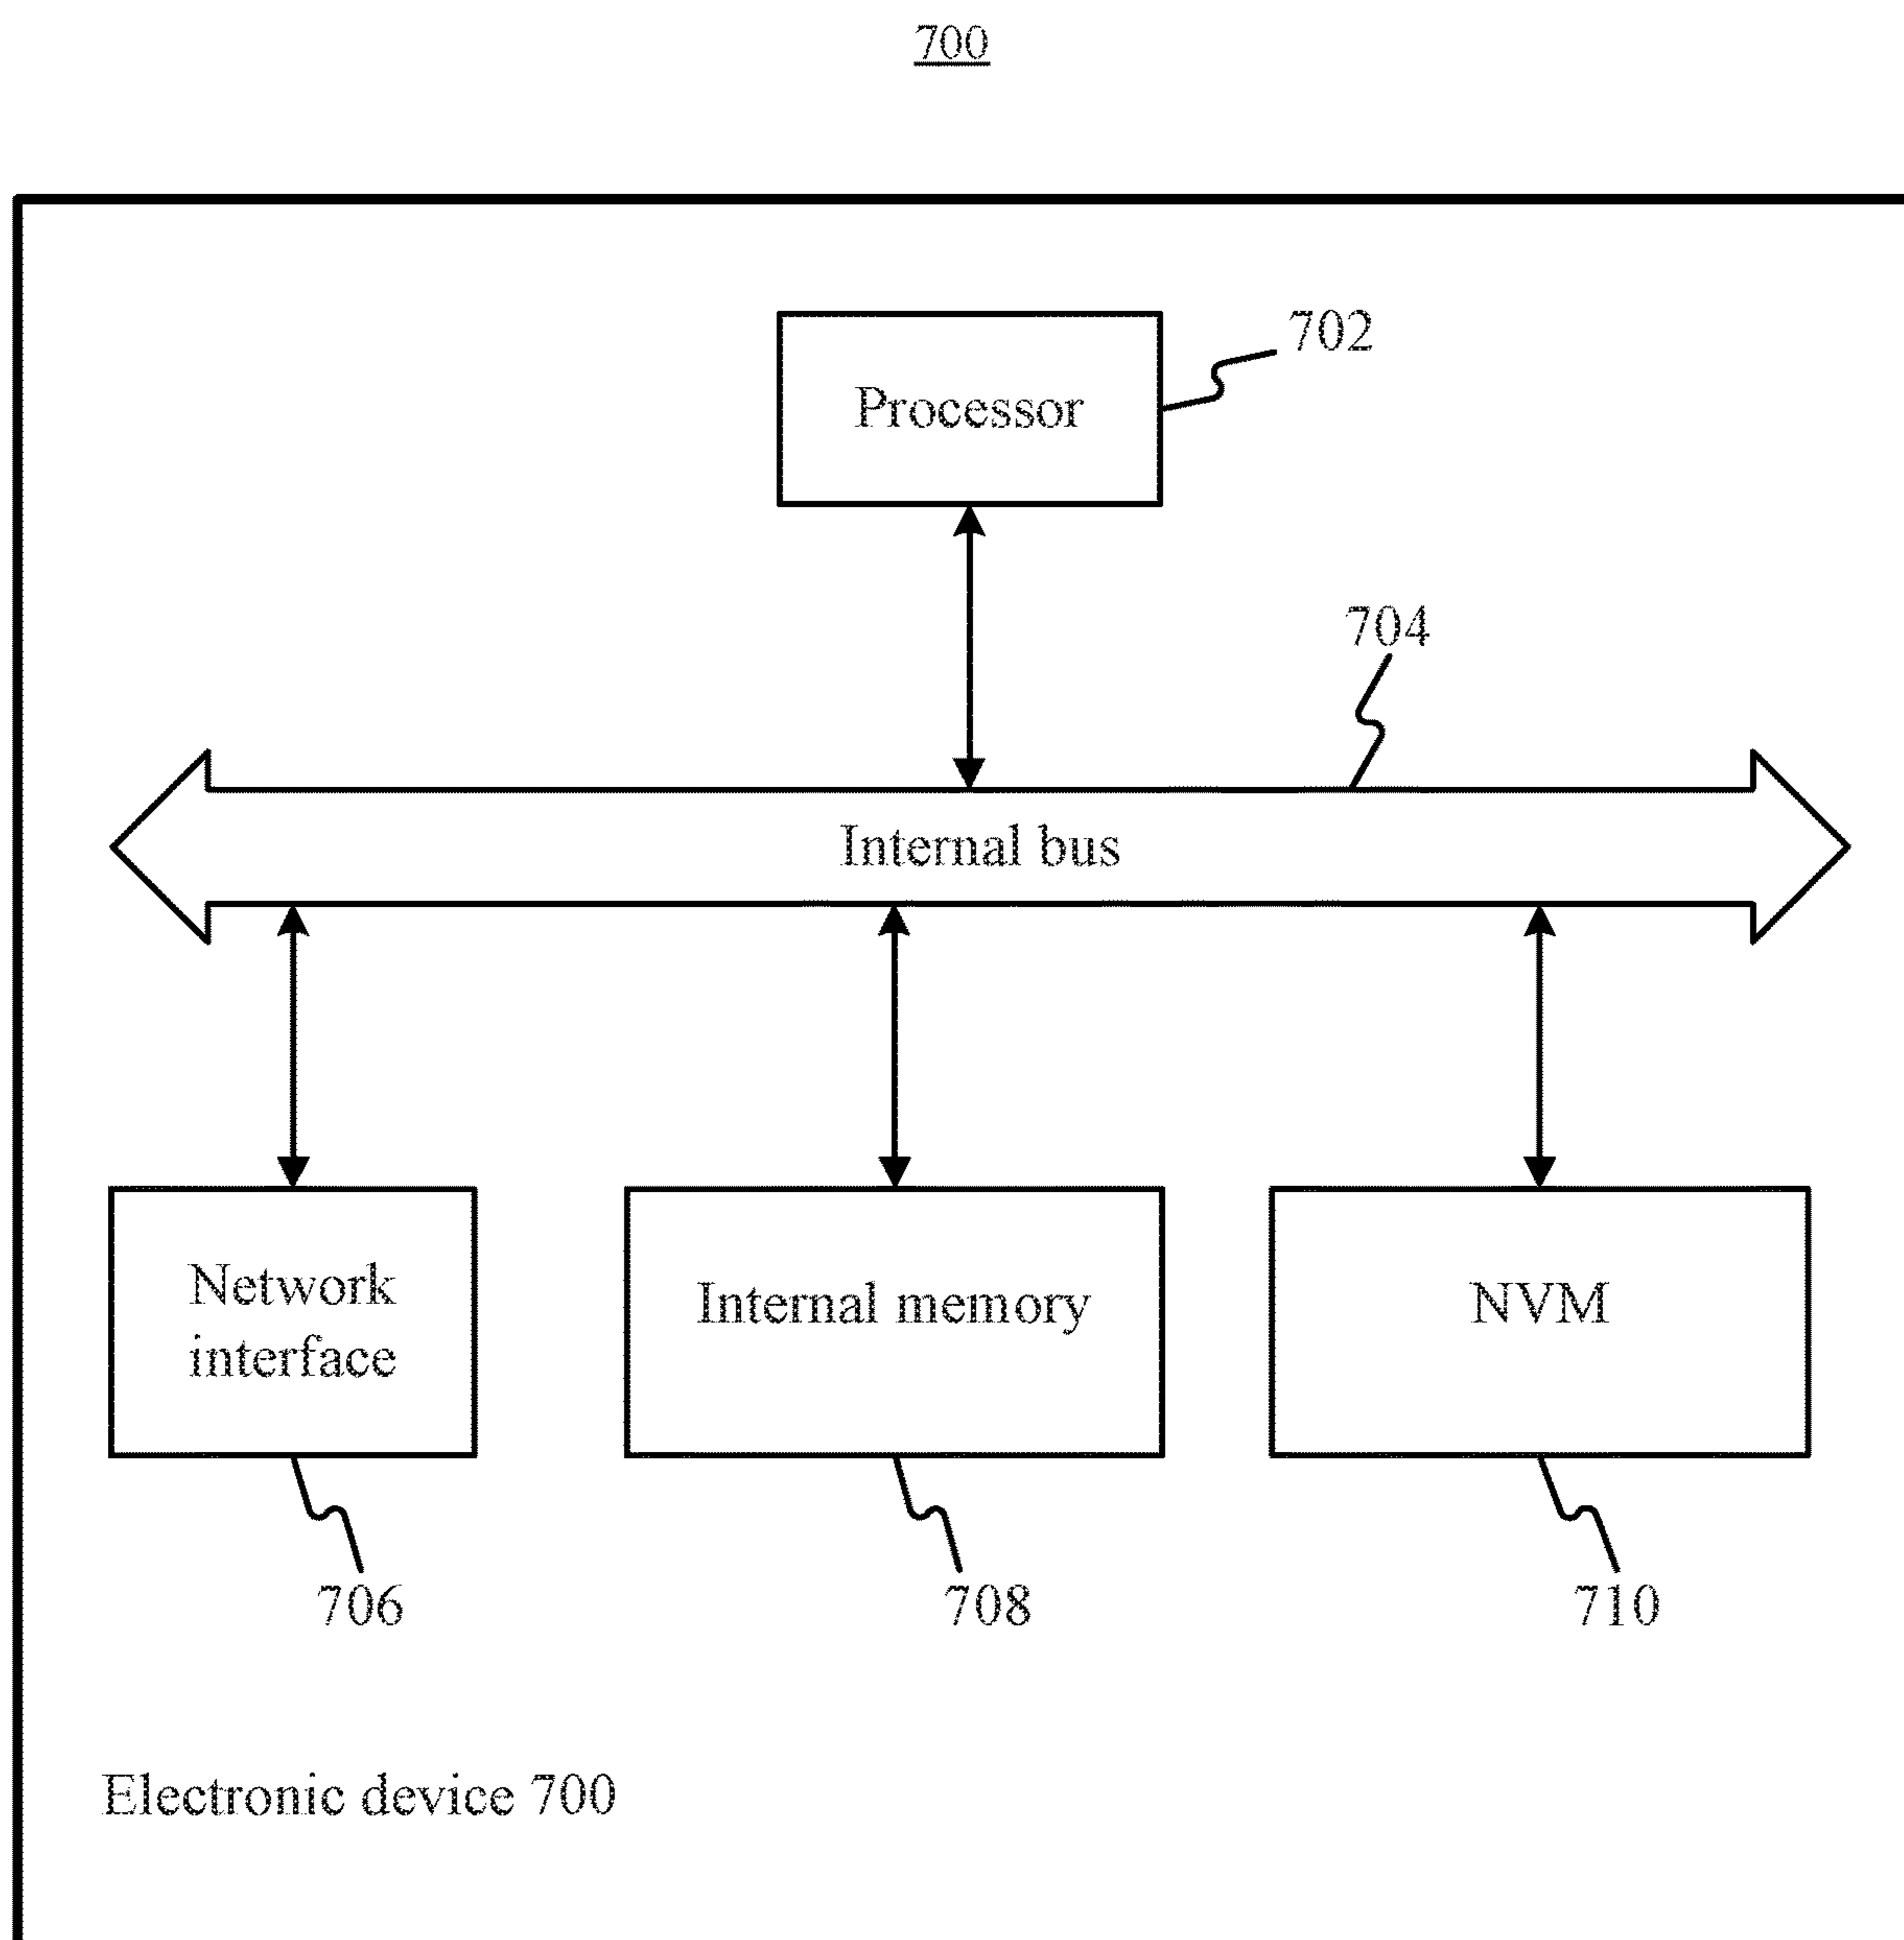 700
702
Processor
704
Internal bus
Network
interface
Internal memory
NVM
706
708
710
Electronic device 700